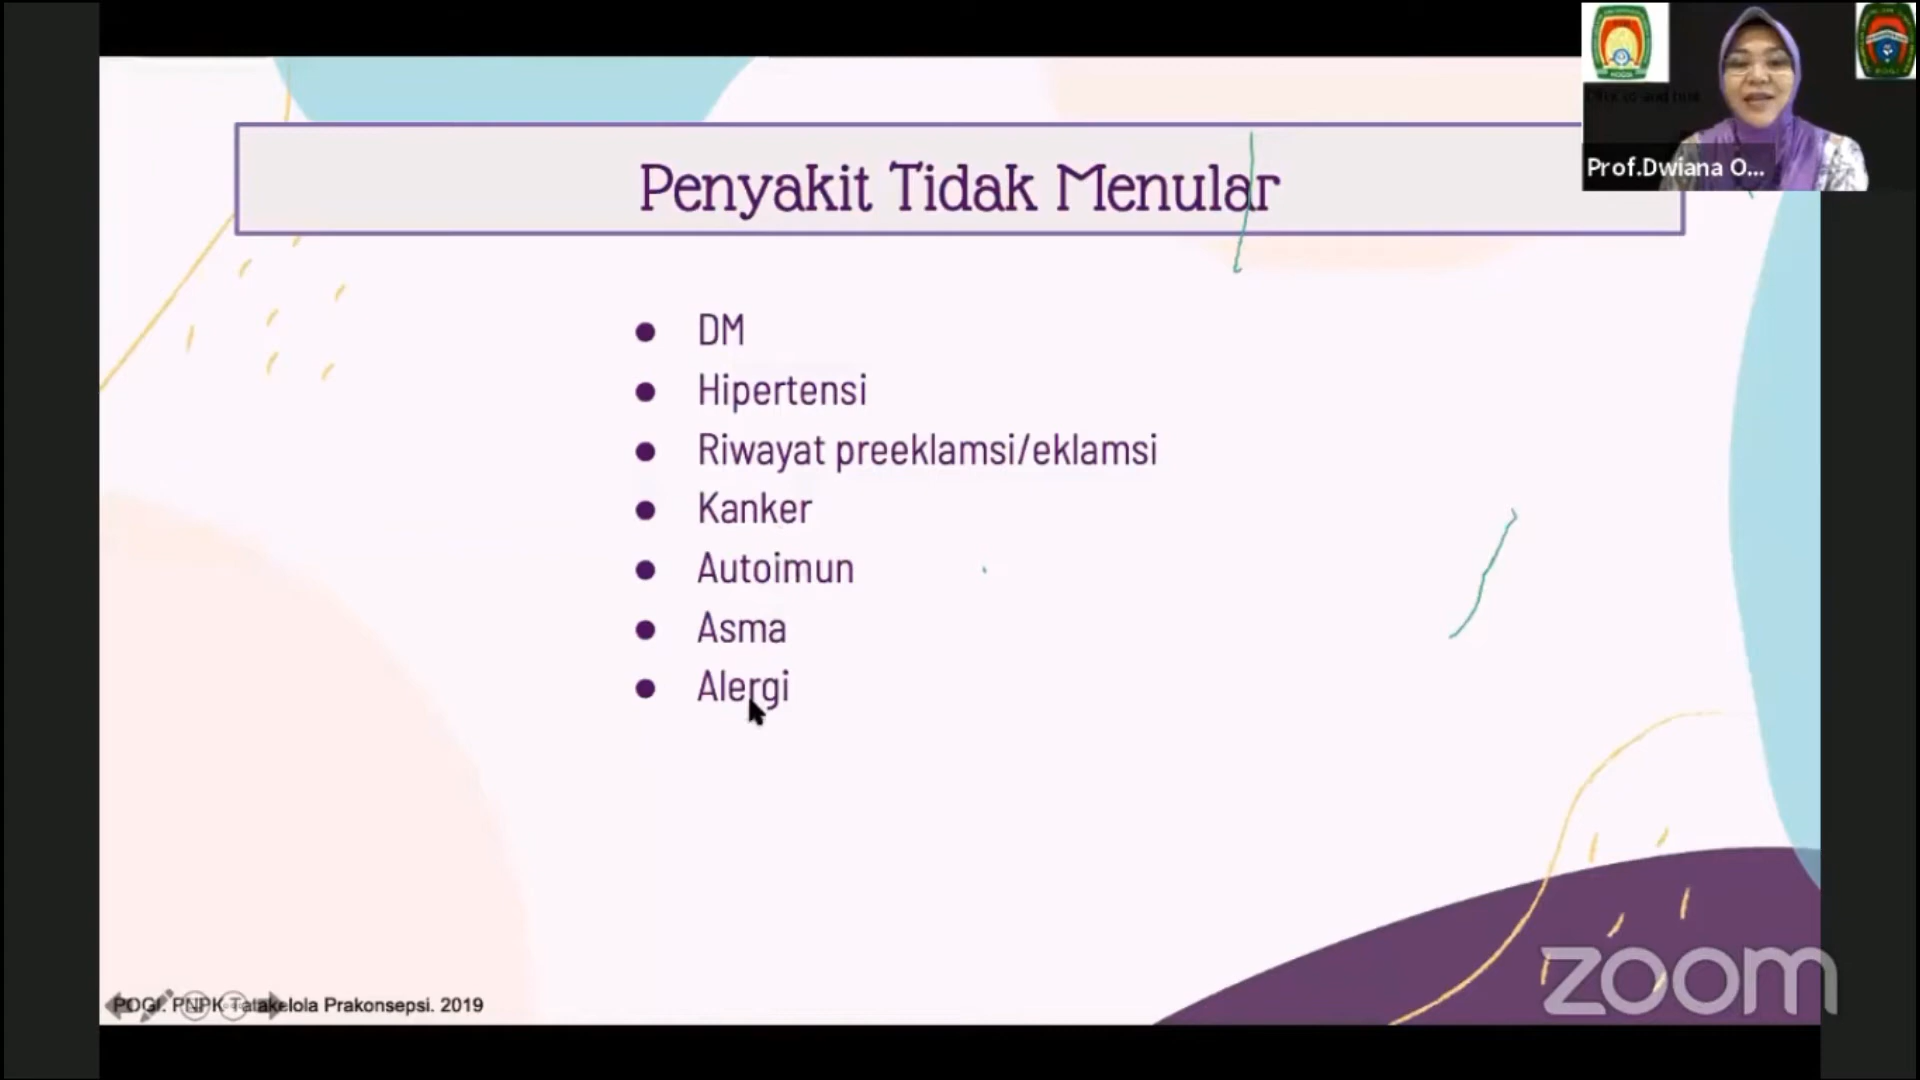 Penyakit Tidak Menular
Prof.Dwiana O...
● DM
● Hipertensi
● Riwayat preeklamsi/eklamsi
● Kanker
● Autoimun
● Asma
● Alergi
POGI. PNPK Tatakelola Prakonsepsi. 2019
zoom